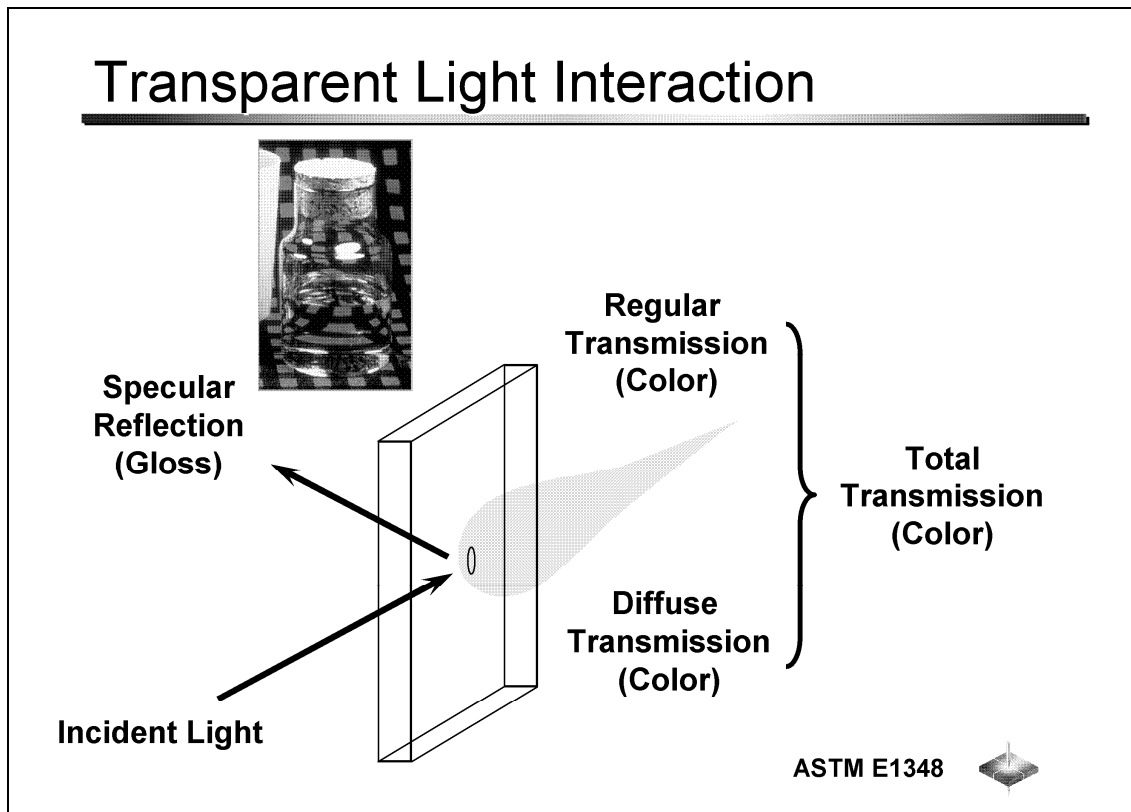 Transparent Light Interaction
Specular
Reflection
(Gloss)
Incident Light
Regular
Transmission
(Color)
Diffuse
Transmission
(Color)
Total
Transmission
(Color)
ASTM E1348